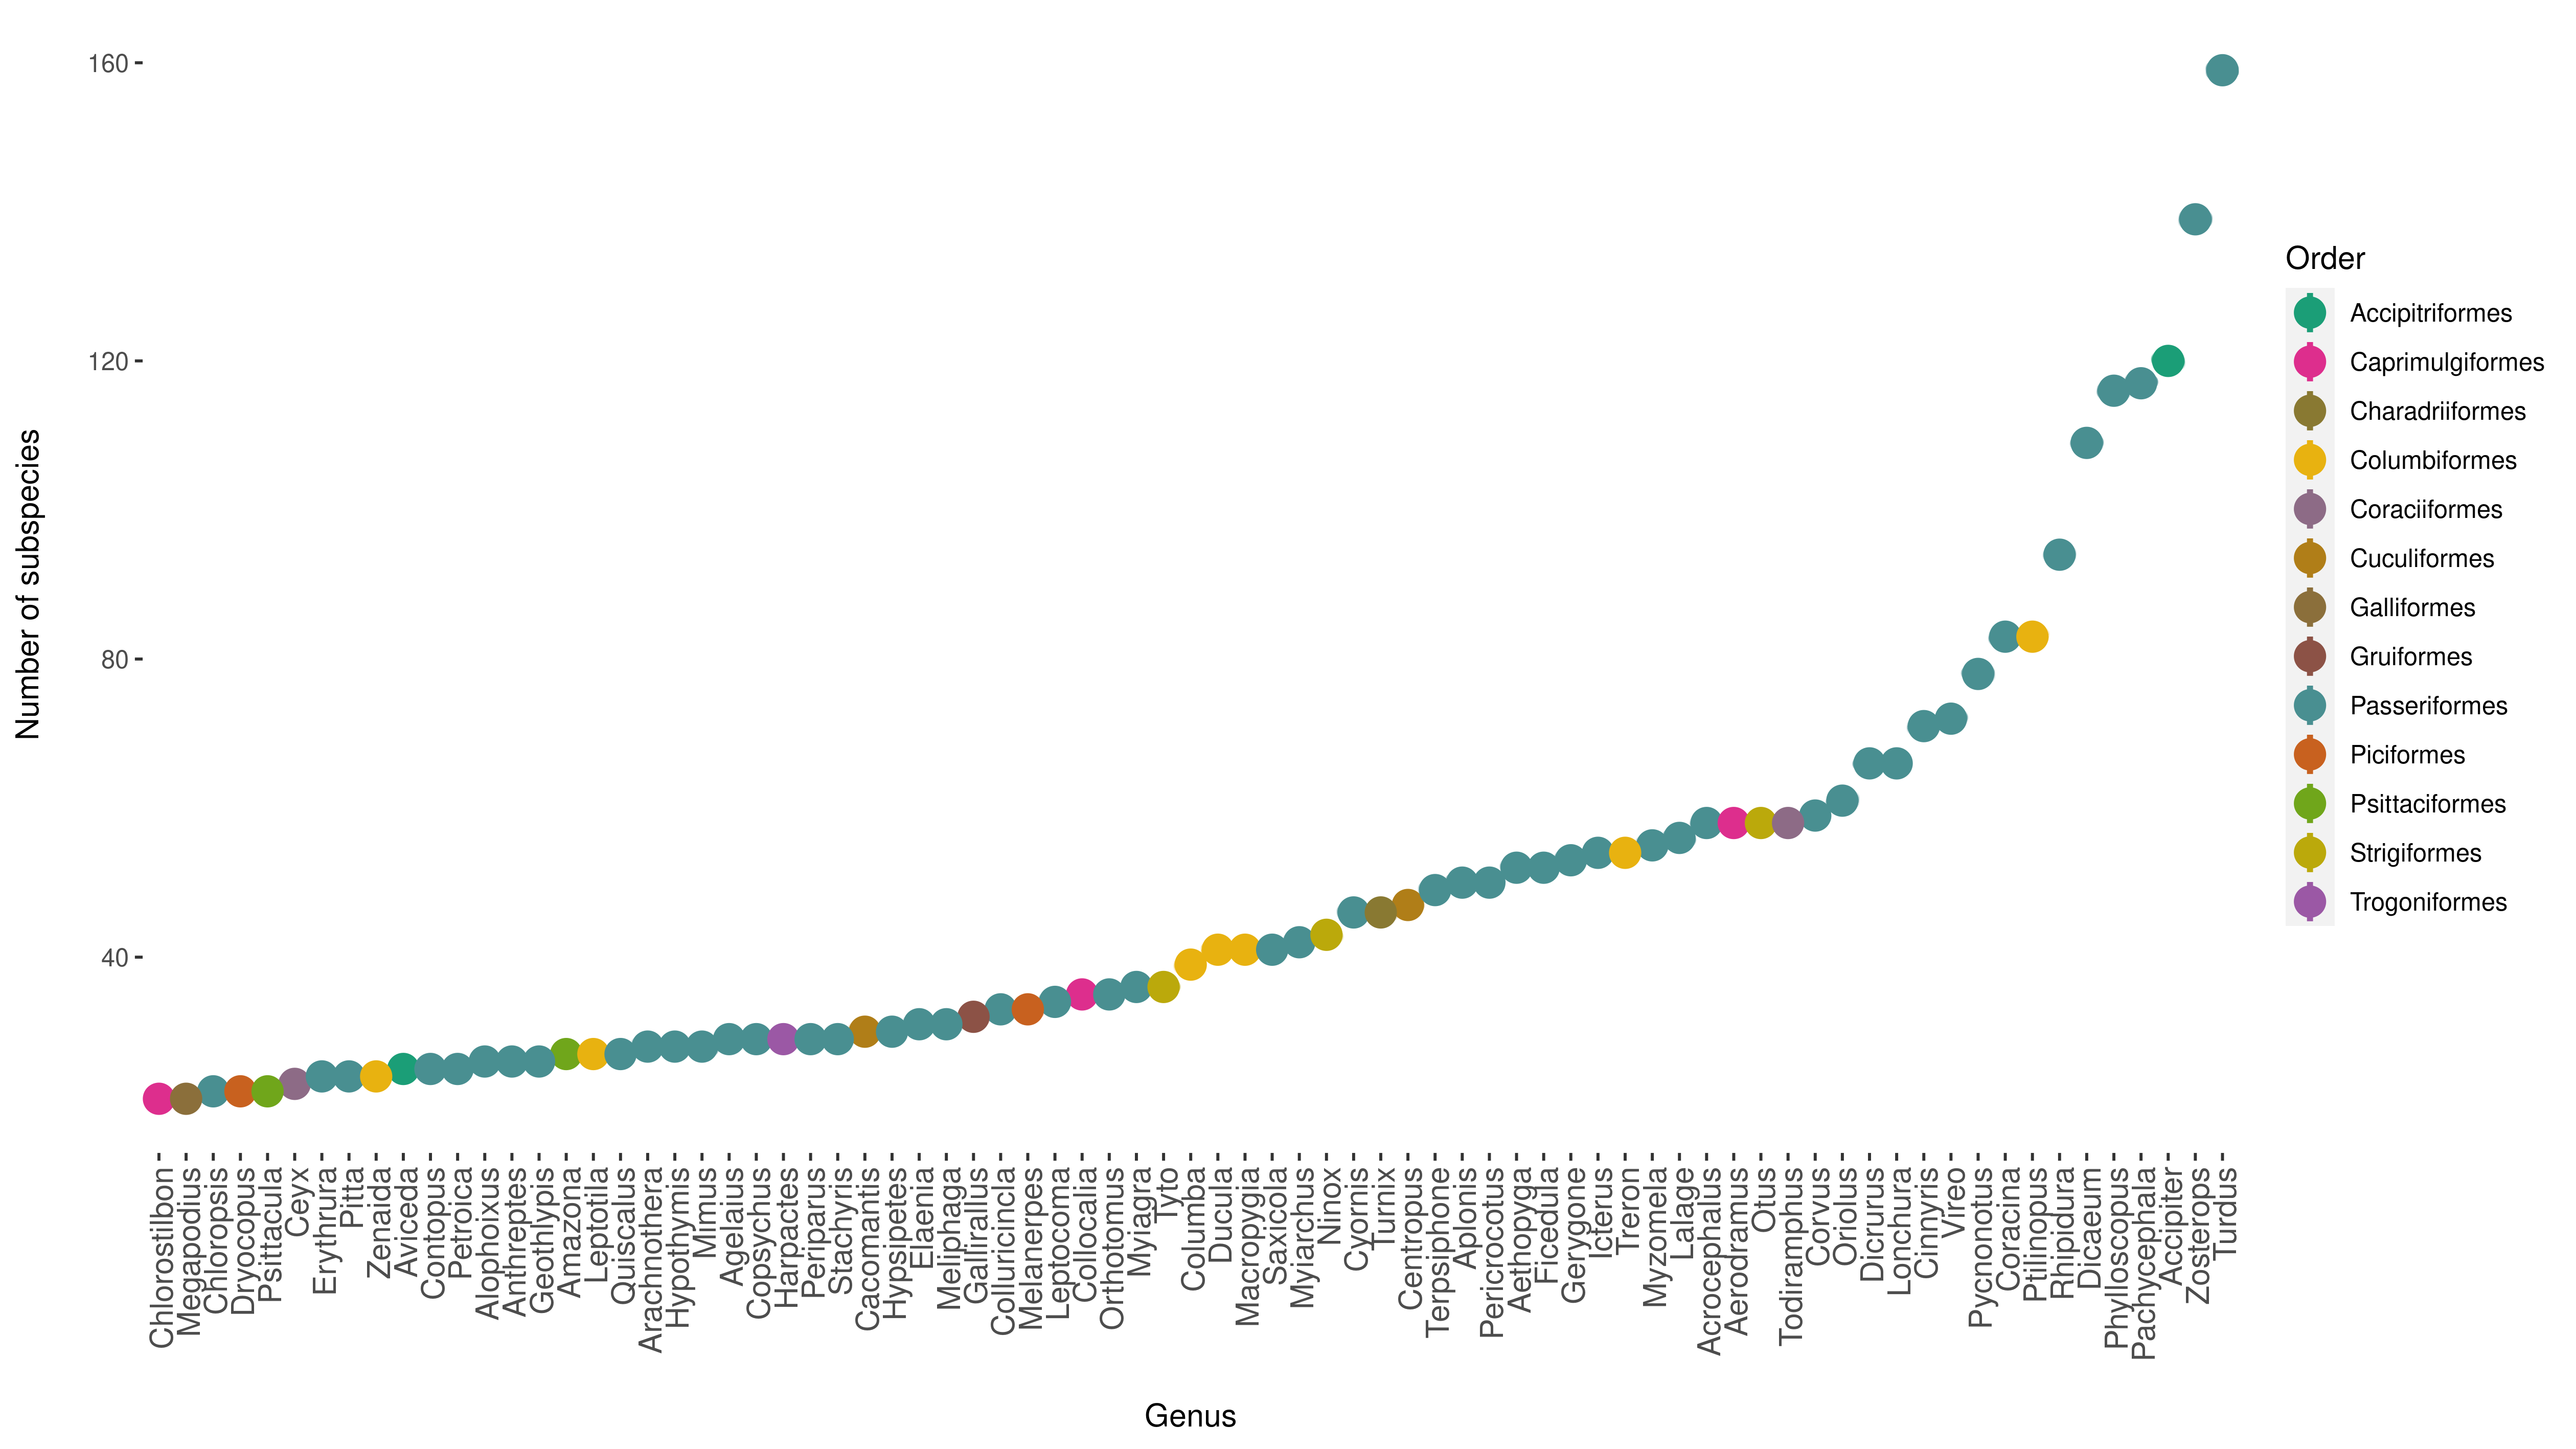 160
120
80
40
Number of subspecies
Chlorostilbon
Megapodius
Chloropsis
Dryocopus
Psittacula
Ceyx
Erythrura
Pitta
Zenaida
Aviceda
Contopus
Petroica
Alophoixus
Anthreptes
Geothlypis
Amazona
Leptotila
Quiscalus
Arachnothera
Hypothymis
Mimus
Agelaius
Copsychus
Harpactes
Periparus
Stachyris
Cacomantis
Hypsipetes
Elaenia
Meliphaga
Gallirallus
Colluricincla
Melanerpes
Leptocoma
Collocalia
Orthotomus
Myiagra
Tyto
Columba
Ducula
Macropygia
Saxicola
Myiarchus
Ninox
Cyornis
Turnix
Centropus
Terpsiphone
Aplonis
Pericrocotus
Aethopyga
Ficedula
Gerygone
Icterus
Treron
Myzomela
Lalage
Acrocephalus
Aerodramus
Otus
Todiramphus
Corvus
Oriolus
Dicrurus
Lonchura
Cinnyris
Vireo
Pycnonotus
Coracina
Ptilinopus
Rhipidura
Dicaeum
Phylloscopus
Pachycephala
Accipiter
Zosterops
Turdus
Genus
Order
Accipitriformes
Caprimulgiformes
Charadriiformes
Columbiformes
Coraciiformes
Cuculiformes
Galliformes
Gruiformes
Passeriformes
Piciformes
Psittaciformes
Strigiformes
Trogoniformes